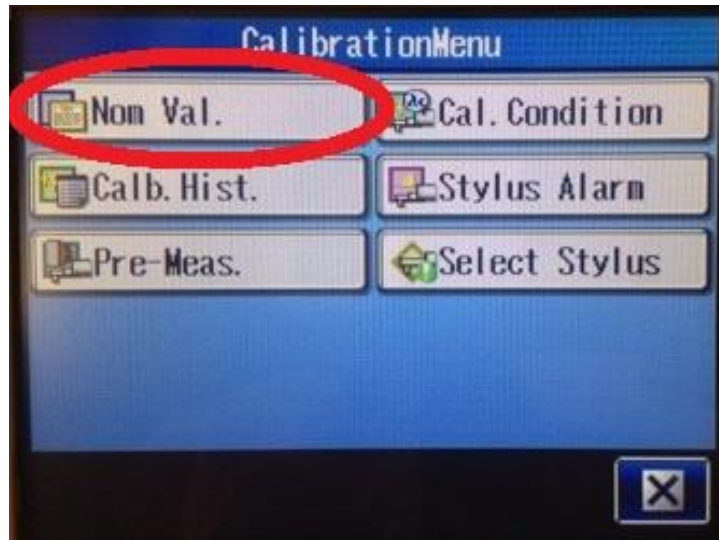 CalibrationMenu
Nom Val.
Cal.Condition
Calb.Hist.
Stylus Alarm
Pre-Meas.
Select Stylus